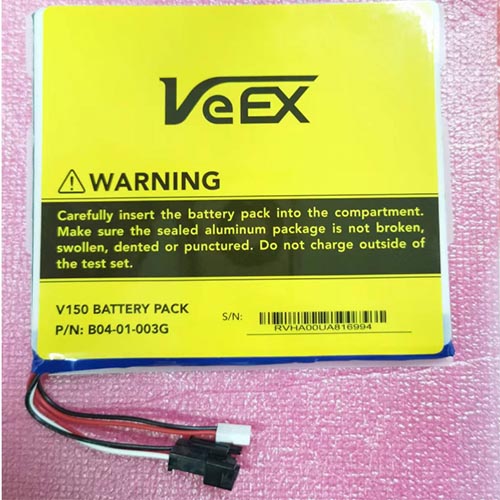 VeEX
WARNING
Carefully insert the battery pack into the compartment.
Make sure the sealed aluminum package is not broken,
swollen, dented or punctured. Do not charge outside of
the test set.
V150 BATTERY PACK
S/N:
RVHA00UA816994
P/N: B04-01-003G